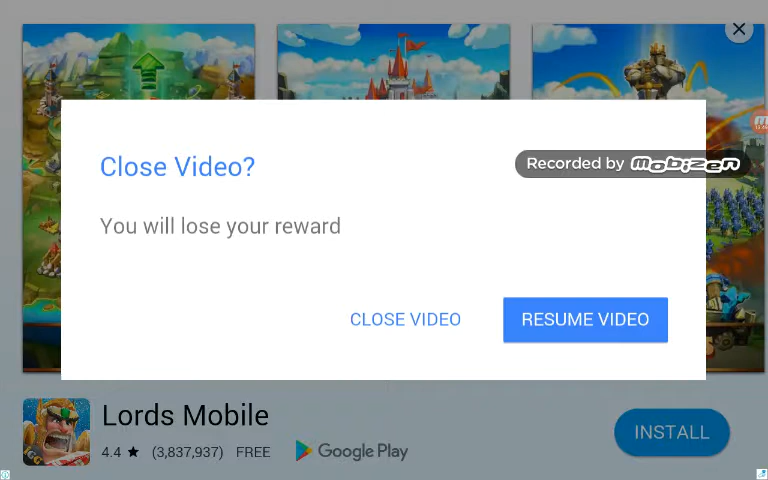 Close Video?
Recorded by mobizen
You will lose your reward
CLOSE VIDEO
RESUME VIDEO
Lords Mobile
4.4 ★ (3,837,937) FREE
Google Play
INSTALL
IGG